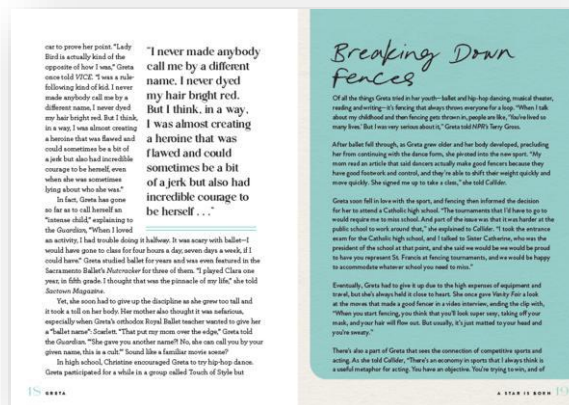 car to prove her point. "Lady
Bird is actually kind of the
opposite of how I was," Greta
once told VICE. "I was a rule-
following kind of kid. I never
made anybody call me by a
different name, I never dyed
my hair bright red. But I think,
in a way, I was almost creating
a heroine that was flawed and
could sometimes be a bit of
a jerk but also had incredible
courage to be herself, even
when she was sometimes
lying about who she was."
In fact, Greta has gone
so far as to call herself an
"intense child," explaining to
the Guardian, "When I loved
an activity, I had trouble doing it halfway. It was scary with ballet—I
would have gone to class for four hours a day, seven days a week, if I
could have." Greta studied ballet for years and was even featured in the
Sacramento Ballet's Nutcracker for three of them. "I played Clara one
year, in fifth grade. I thought that was the pinnacle of my life," she told
Sactown Magazine.
Yet, she soon had to give up the discipline as she grew too tall and
it took a toll on her body. Her mother also thought it was nefarious,
especially when Greta's orthodox Royal Ballet teacher wanted to give her
a "ballet name": Scarlett. "That put my mom over the edge," Greta told
the Guardian. "'She gave you another name?! No, she can call you by your
given name, this is a cult.'" Sound like a familiar movie scene?
In high school, Christine encouraged Greta to try hip-hop dance.
Greta participated for a while in a group called Touch of Style but
"I never made anybody
call me by a different
name, I never dyed
my hair bright red.
But I think, in a way,
I was almost creating
a heroine that was
flawed and could
sometimes be a bit
of a jerk but also had
incredible courage to
be herself . . ."
18 GRETA
Breaking Down
Fences
Of all the things Greta tried in her youth—ballet and hip-hop dancing, musical theater,
reading and writing—it's fencing that always throws everyone for a loop. "When I talk
about my childhood and then fencing gets thrown in, people are like, 'You've lived so
many lives.' But I was very serious about it," Greta told NPR's Terry Gross.
After ballet fell through, as Greta grew older and her body developed, precluding
her from continuing with the dance form, she pivoted into the new sport. "My
mom read an article that said dancers actually make good fencers because they
have good footwork and control, and they're able to shift their weight quickly and
move quickly. She signed me up to take a class," she told Collider.
Greta soon fell in love with the sport, and fencing then informed the decision
for her to attend a Catholic high school. "The tournaments that I'd have to go to
would require me to miss school. And part of the issue was that it was harder at the
public school to work around that," she explained to Collider. "I took the entrance
exam for the Catholic high school, and I talked to Sister Catharine, who was the
president of the school at that point, and she said we would be we would be proud
to have you represent St. Francis at fencing tournaments, and we would be happy
to accommodate whatever school you need to miss."
Eventually, Greta had to give it up due to the high expenses of equipment and
travel, but she's always held it close to heart. She once gave Vanity Fair a look
at the moves that made a good fencer in a video interview, ending the clip with,
"When you start fencing, you think that you'll look super sexy, taking off your
mask, and your hair will flow out. But usually, it's just matted to your head and
you're sweaty."
There's also a part of Greta that sees the connection of competitive sports and
acting. As she told Collider, "There's an economy in sports that I always think is
a useful metaphor for acting. You have an objective. You're trying to win, and of
A STAR IS BORN 19